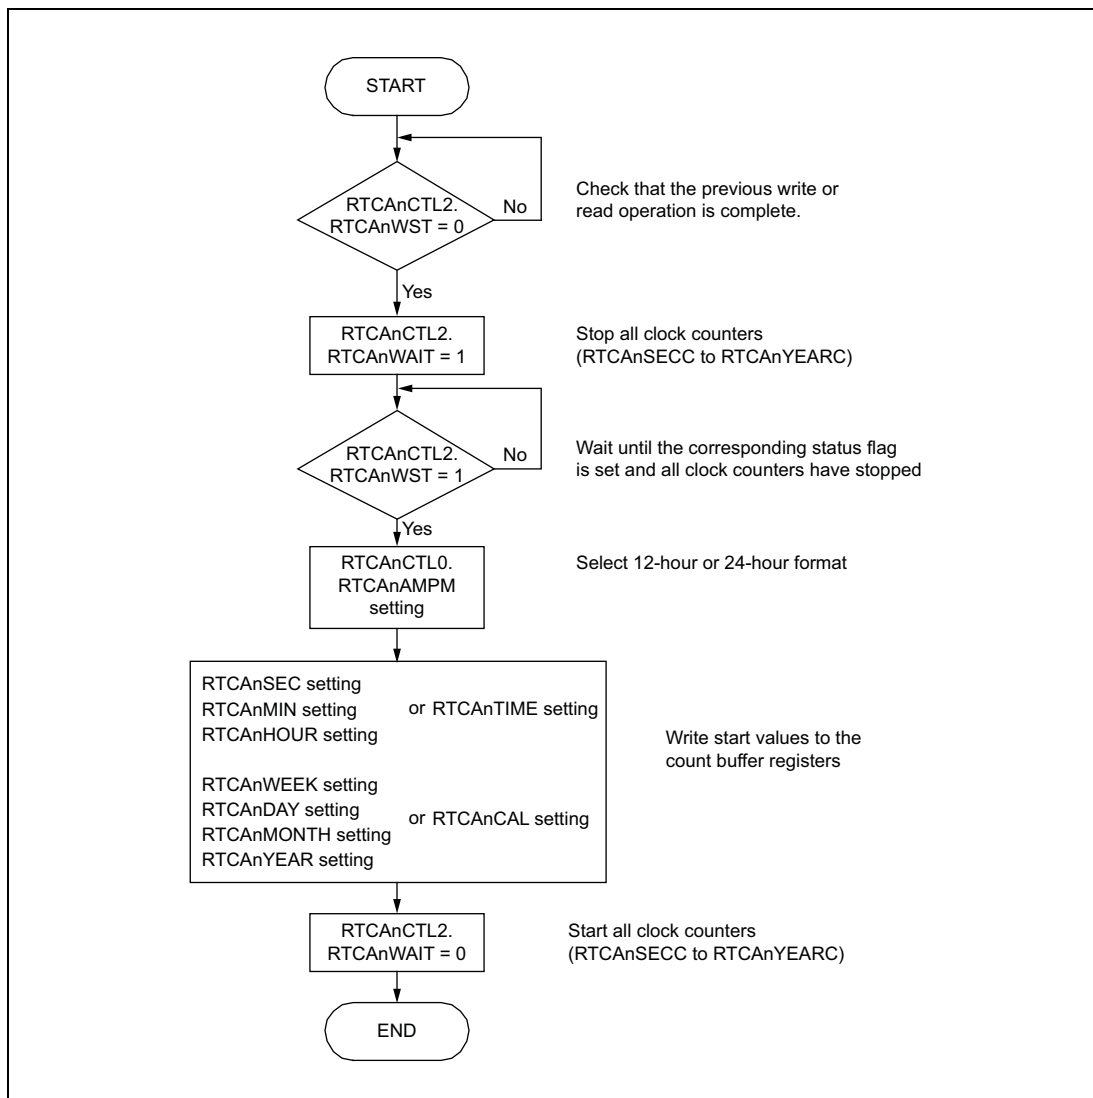 START
RTCAnCTL2.
RTCAnWST = 0
No
Check that the previous write or
read operation is complete.
Yes
RTCAnCTL2.
RTCAnWAIT = 1
Stop all clock counters
(RTCAnSECC to RTCAnYEARC)
RTCAnCTL2.
RTCAnWST = 1
No
Wait until the corresponding status flag
is set and all clock counters have stopped
Yes
RTCAnCTL0.
RTCAnAMPM
setting
Select 12-hour or 24-hour format
RTCAnSEC setting
RTCAnMIN setting
or RTCAnTIME setting
RTCAnHOUR setting
RTCAnWEEK setting
RTCAnDAY setting
or RTCAnCAL setting
RTCAnMONTH setting
RTCAnYEAR setting
Write start values to the
count buffer registers
RTCAnCTL2.
RTCAnWAIT = 0
Start all clock counters
(RTCAnSECC to RTCAnYEARC)
END